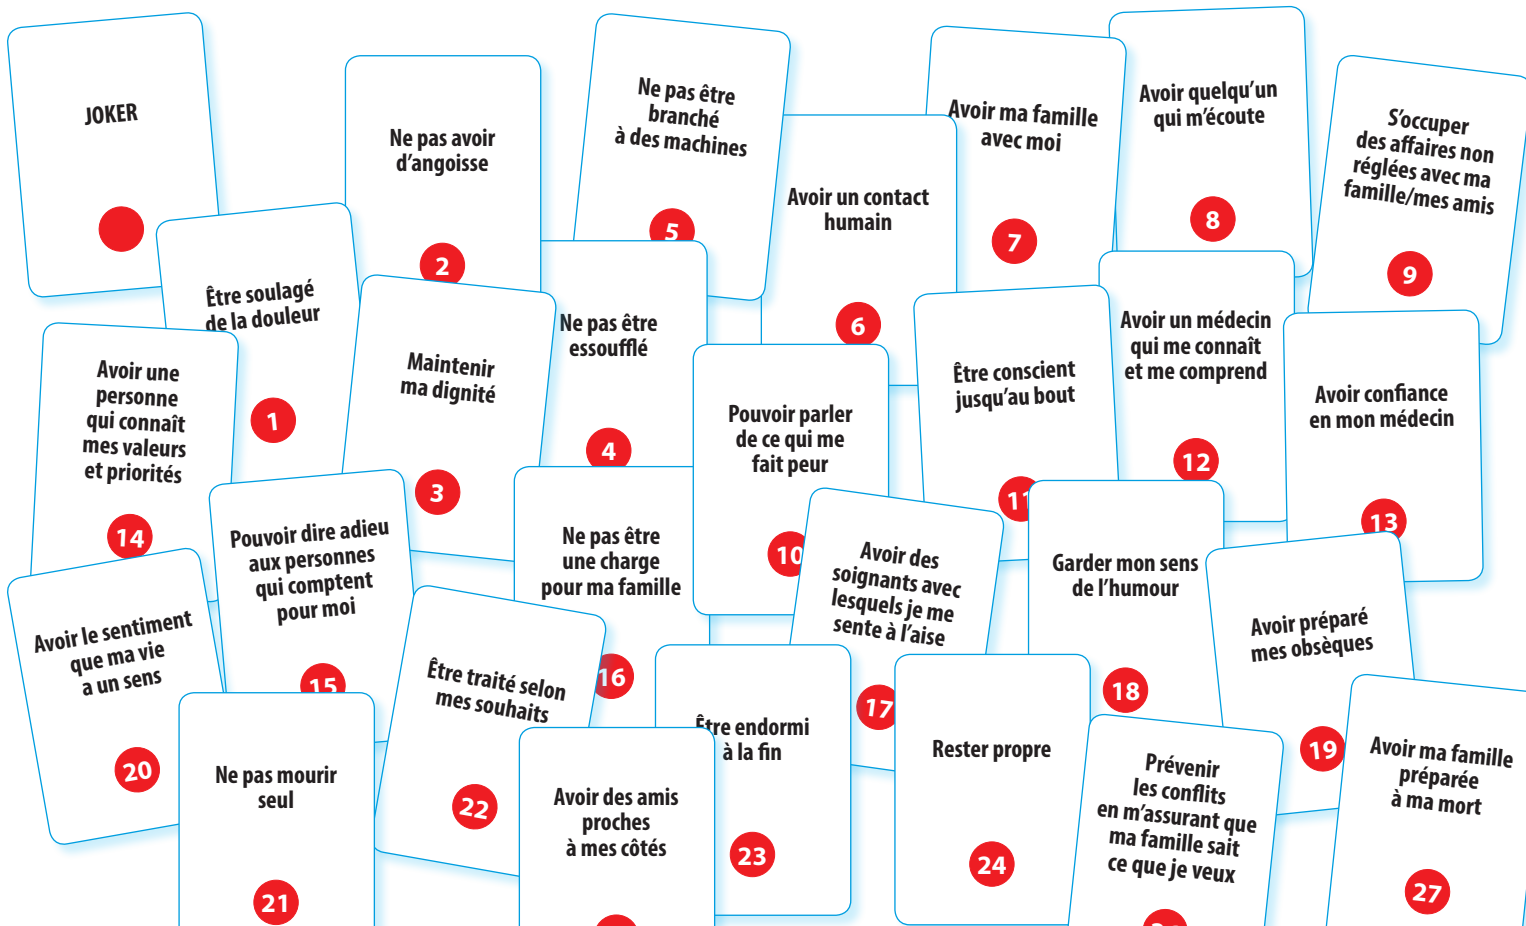 JOKER
Être soulagé
de la douleur
1
Ne pas avoir
d’angoisse
2
Maintenir
ma dignité
3
Ne pas être
essoufflé
4
Ne pas être
branché
à des machines
5
Avoir un contact
humain
6
Avoir ma famille
avec moi
7
Avoir quelqu’un
qui m’écoute
8
S’occuper
des affaires non
réglées avec ma
famille/mes amis
9
Pouvoir parler
de ce qui me
fait peur
10
Être conscient
jusqu’au bout
11
Avoir un médecin
qui me connaît
et me comprend
12
Avoir confiance
en mon médecin
13
Avoir une
personne
qui connaît
mes valeurs
et priorités
14
Pouvoir dire adieu
aux personnes
qui comptent
pour moi
15
Ne pas être
une charge
pour ma famille
16
Avoir des
soignants avec
lesquels je me
sente à l’aise
17
Garder mon sens
de l’humour
18
Avoir préparé
mes obsèques
19
Avoir le sentiment
que ma vie
a un sens
20
Ne pas mourir
seul
21
Être traité selon
mes souhaits
22
Être endormi
à la fin
23
Rester propre
24
Avoir des amis
proches
à mes côtés
Prévenir
les conflits
en m’assurant que
ma famille sait
ce que je veux
Avoir ma famille
préparée
à ma mort
27